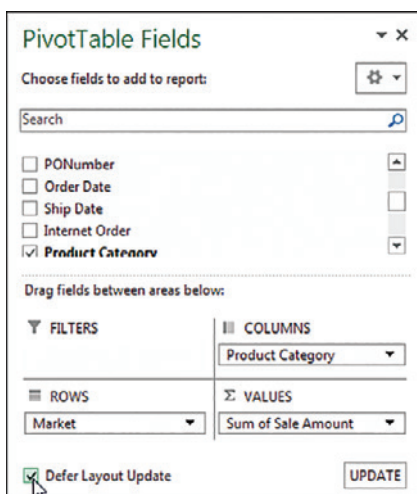 PivotTable Fields
Choose fields to add to report:
Search
PONumber
Order Date
Ship Date
Internet Order
Product Category
Drag fields between areas below:
FILTERS
COLUMNS
Product Category
ROWS
Σ VALUES
Market
Sum of Sale Amount
Defer Layout Update
UPDATE